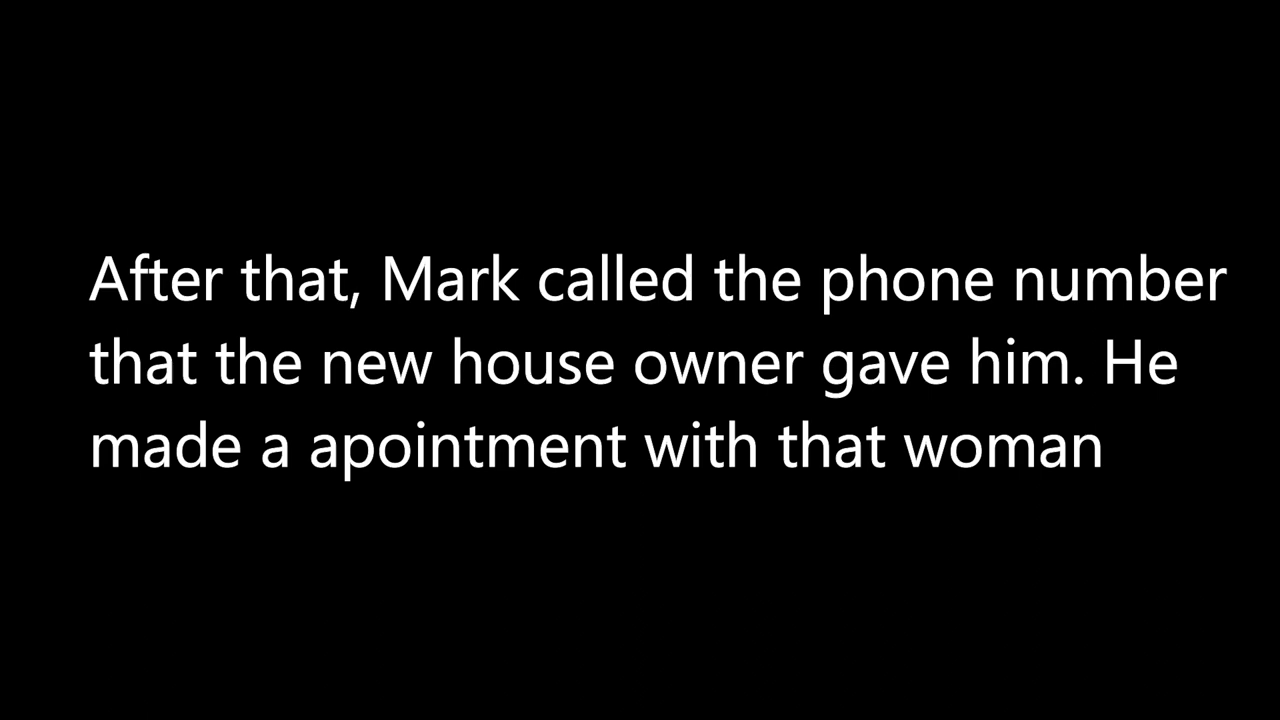 After that, Mark called the phone number
that the new house owner gave him. He
made a apointment with that woman